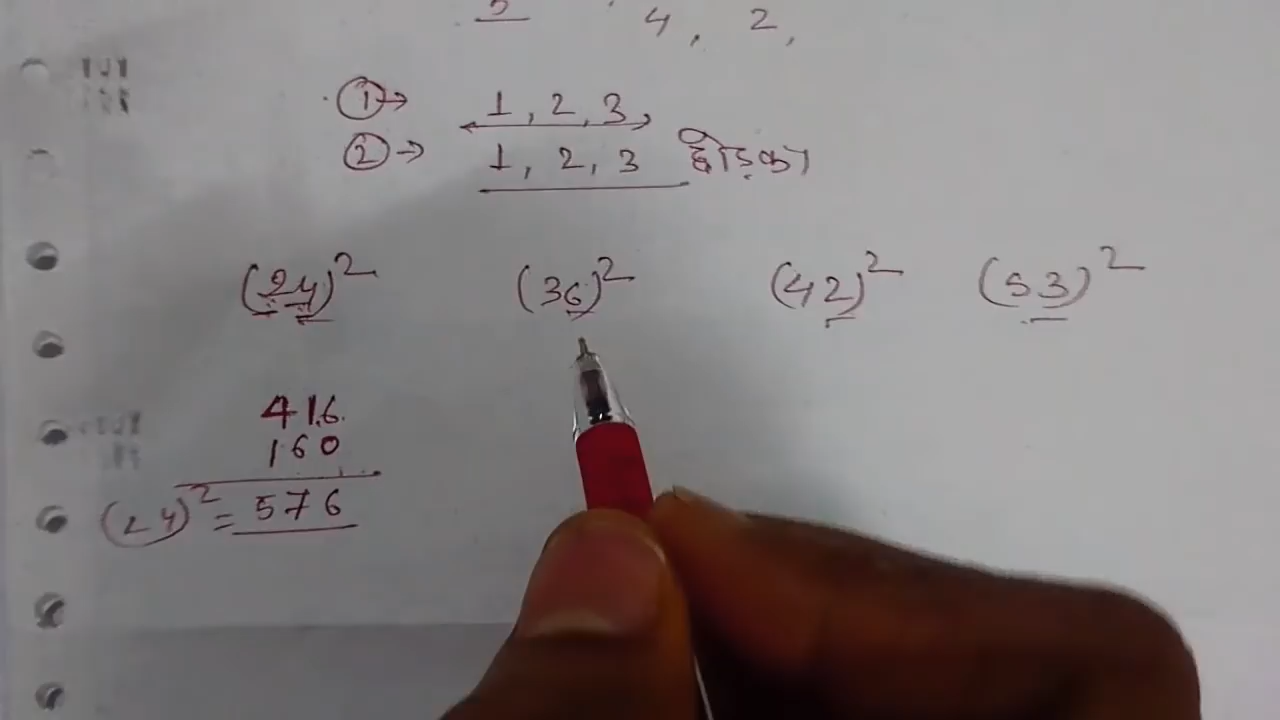 4, 2,
① → 1, 2, 3,
② → 1, 2, 3 छोड़कर
(24)² (36)² (42)² (53)²
416
160
(24)² = 576